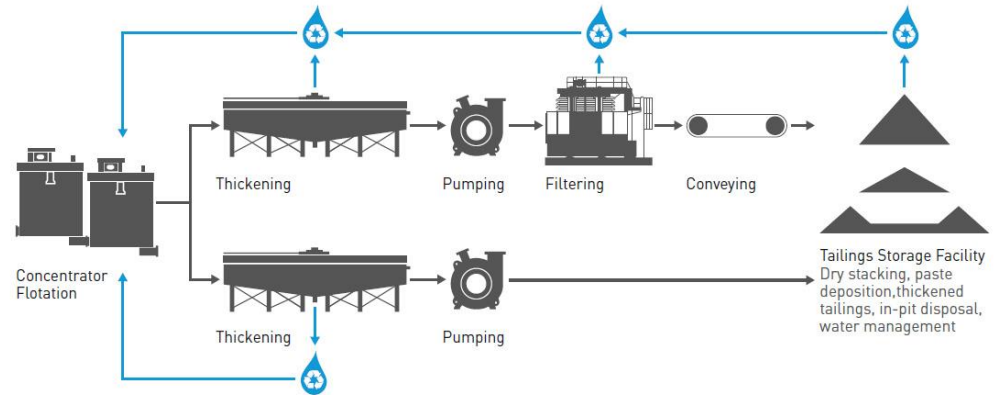 Thickening
Pumping
Filtering
Conveying
Concentrator
Flotation
Thickening
Pumping
Tailings Storage Facility
Dry stacking, paste
deposition,thickened
tailings, in-pit disposal,
water management